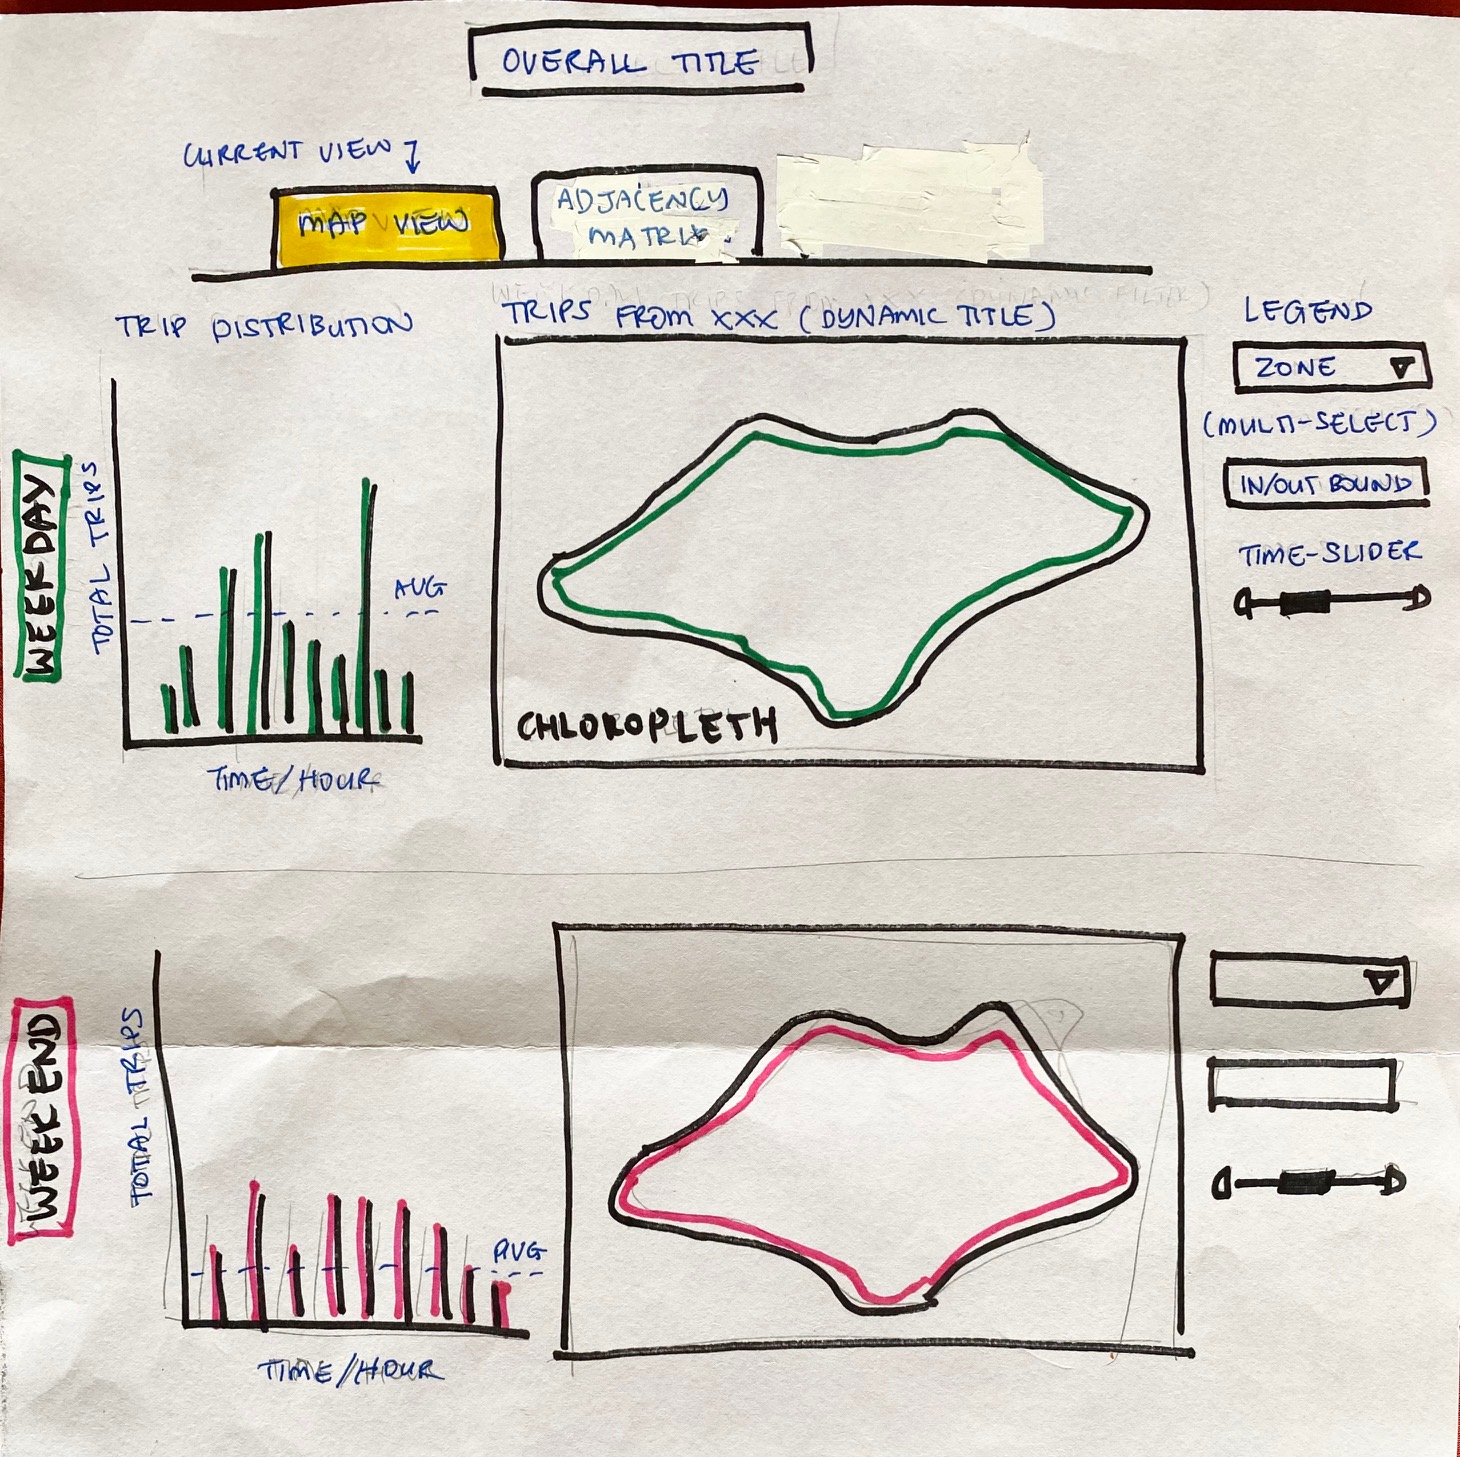 OVERALL TITLE
CURRENT VIEW
MAP VIEW
ADJACENCY
MATRIX
TRIP DISTRIBUTION
TRIPS FROM XXX (DYNAMIC TITLE)
LEGEND
ZONE
(MULTI-SELECT)
IN/OUT BOUND
TIME-SLIDER
WEEKDAY
TOTAL TRIPS
AVG
CHLOROPLETH
TIME/HOUR
WEEKEND
TOTAL TRIPS
AVG
TIME/HOUR